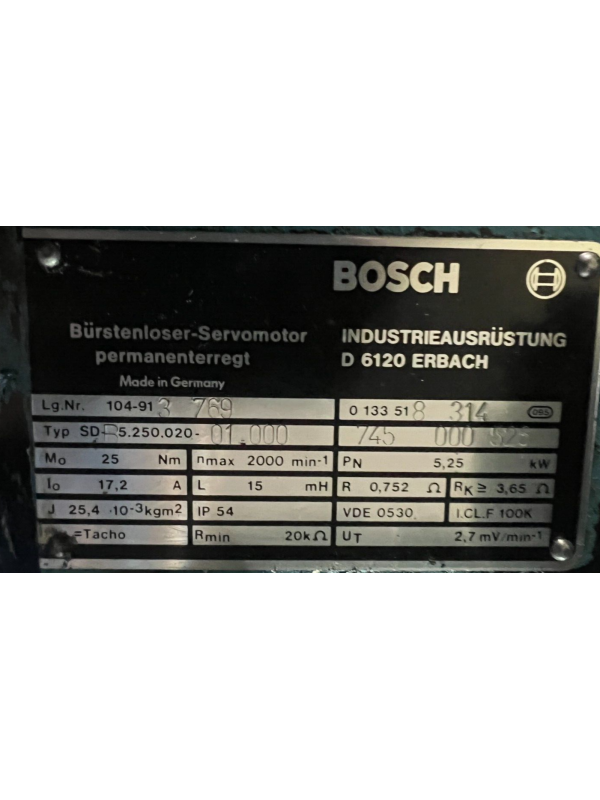 BOSCH
Bürstenloser-Servomotor
permanenterregt
Made in Germany
INDUSTRIEAUSRÜSTUNG
D 6120 ERBACH
Lg.Nr. 104-913 769 0 133 518 314
Typ SD-B5.250.020-01.000 745 000
M₀ 25 Nm nmax 2000 min-1 PN 5,25 kW
I₀ 17,2 A L 15 mH R 0,752 Ω RK ≥ 3,65 Ω
J 25,4 ·10-3kgm2 IP 54 VDE 0530 I.CL.F 100K
=Tacho Rmin 20kΩ UT 2,7 mV/min-1